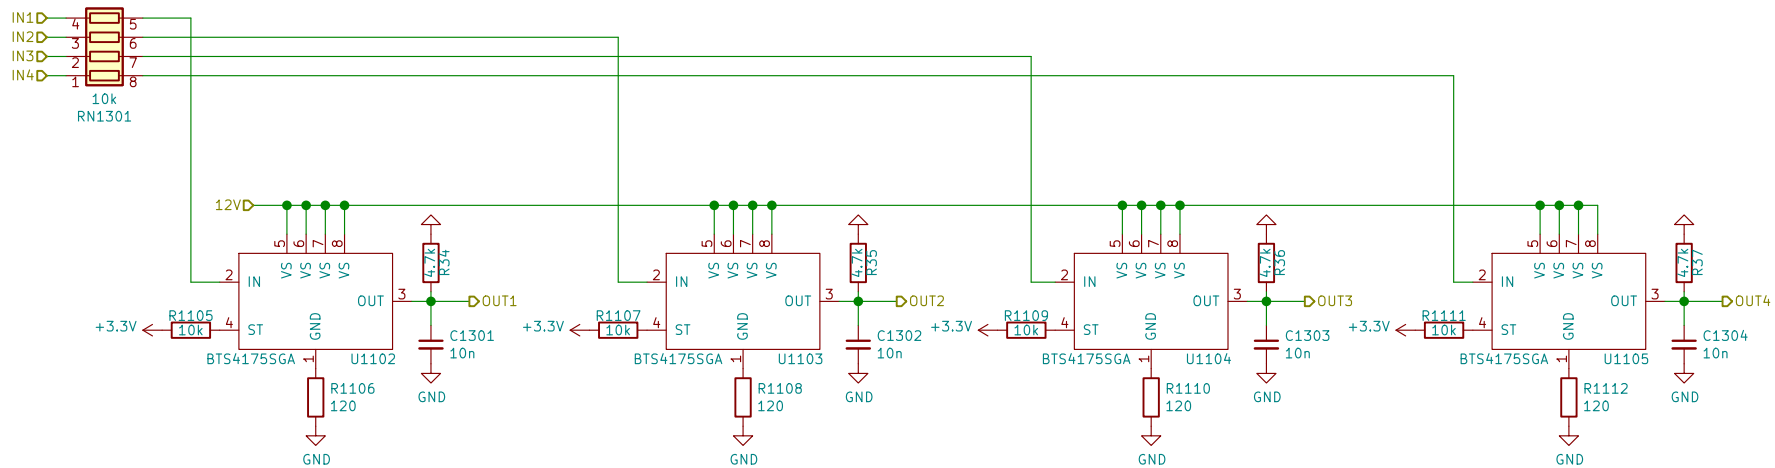 IN1
4
5
IN2
3
6
IN3
2
7
IN4
1
8
10k
RN1301
12V
5
6
7
8
VS
VS
VS
VS
2
IN
OUT
3
OUT1
4.7k
R34
+3.3V
R1105
10k
4
ST
GND
1
BTS4175SGA
U1102
C1301
10n
GND
R1106
120
GND
5
6
7
8
VS
VS
VS
VS
2
IN
OUT
3
OUT2
4.7k
R35
+3.3V
R1107
10k
4
ST
GND
1
BTS4175SGA
U1103
C1302
10n
GND
R1108
120
GND
5
6
7
8
VS
VS
VS
VS
2
IN
OUT
3
OUT3
4.7k
R36
+3.3V
R1109
10k
4
ST
GND
1
BTS4175SGA
U1104
C1303
10n
GND
R1110
120
GND
5
6
7
8
VS
VS
VS
VS
2
IN
OUT
3
OUT4
4.7k
R37
+3.3V
R1111
10k
4
ST
GND
1
BTS4175SGA
U1105
C1304
10n
GND
R1112
120
GND